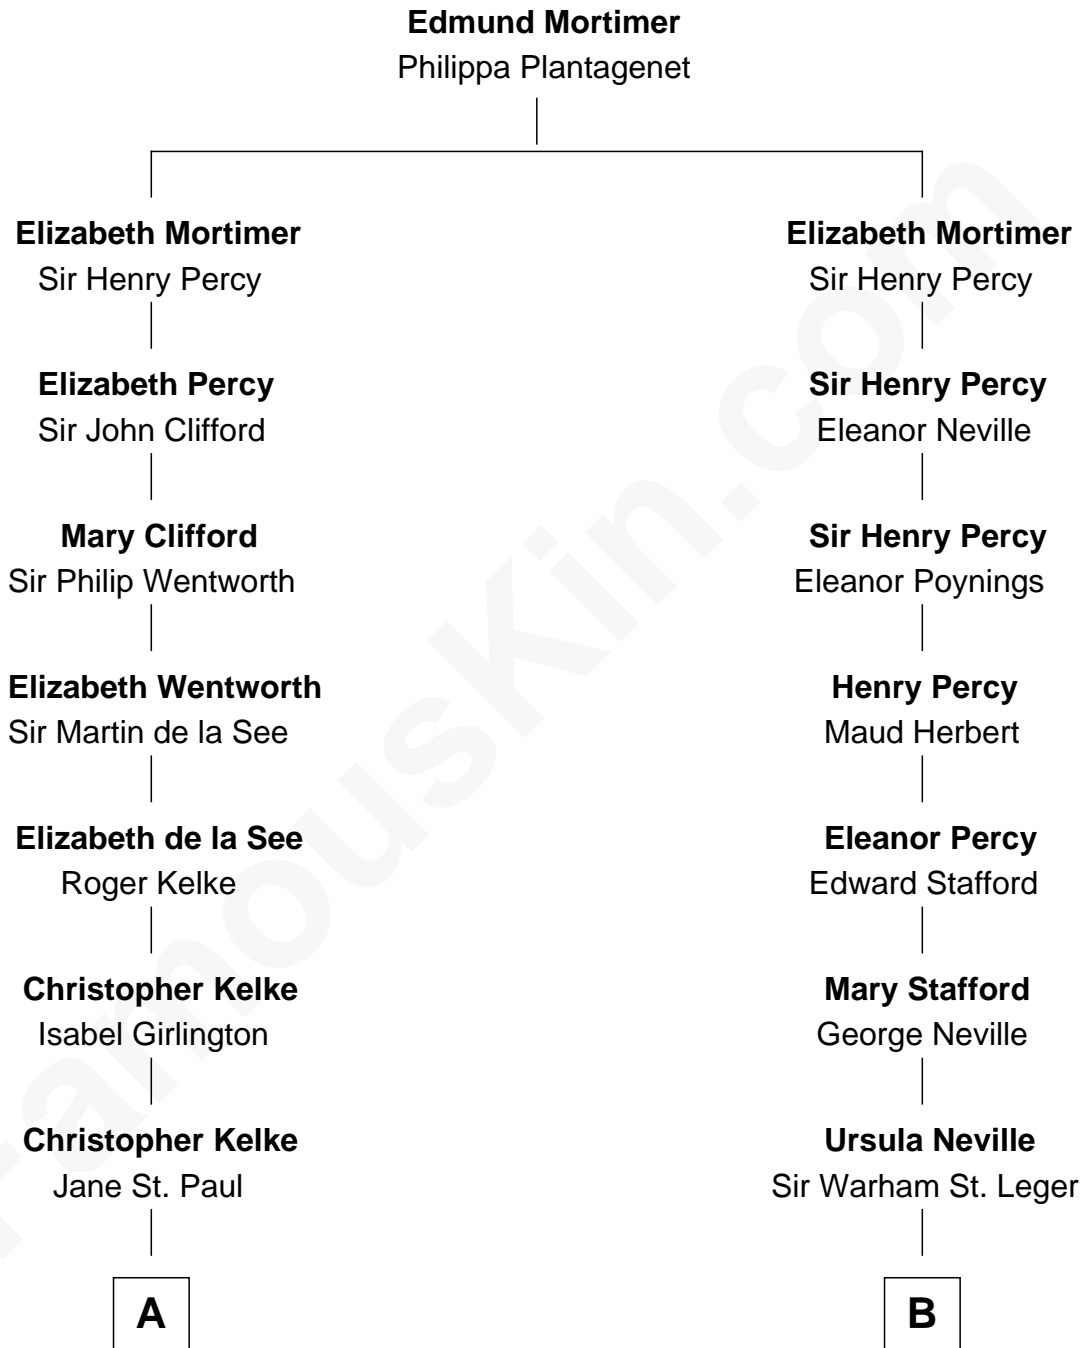 Edmund Mortimer
Philippa Plantagenet
Elizabeth Mortimer
Sir Henry Percy
Elizabeth Mortimer
Sir Henry Percy
Elizabeth Percy
Sir John Clifford
Sir Henry Percy
Eleanor Neville
Mary Clifford
Sir Philip Wentworth
Sir Henry Percy
Eleanor Poynings
Elizabeth Wentworth
Sir Martin de la See
Henry Percy
Maud Herbert
Elizabeth de la See
Roger Kelke
Eleanor Percy
Edward Stafford
Christopher Kelke
Isabel Girlington
Mary Stafford
George Neville
Christopher Kelke
Jane St. Paul
Ursula Neville
Sir Warham St. Leger
A
B
FamousKin.com